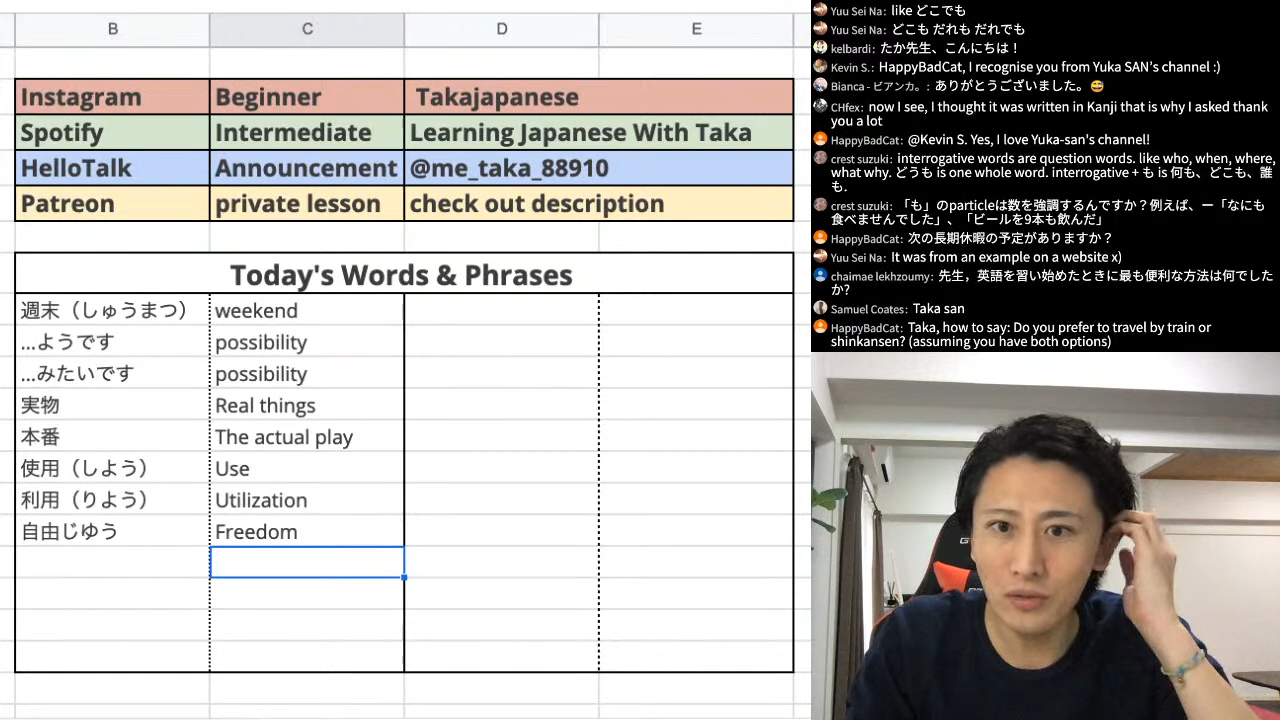 B C D E
Instagram Beginner Takajapanese
Spotify Intermediate Learning Japanese With Taka
HelloTalk Announcement @me_taka_88910
Patreon private lesson check out description
Today's Words & Phrases
週末（しゅうまつ） weekend
...ようです possibility
...みたいです possibility
実物 Real things
本番 The actual play
使用（しよう） Use
利用（りよう） Utilization
自由じゆう Freedom
Yuu Sei Na: like どこでも
Yuu Sei Na: どこも だれも だれでも
kelbardi: たか先生、こんにちは！
Kevin S.: HappyBadCat, I recognise you from Yuka SAN's channel :)
Bianca - ビアンカ。: ありがとうございました。😅
CHfex: now I see, I thought it was written in Kanji that is why I asked thank
you a lot
HappyBadCat: @Kevin S. Yes, I love Yuka-san's channel!
crest suzuki: interrogative words are question words. like who, when, where,
what why. どうも is one whole word. interrogative + も is 何も、どこも、誰
も.
crest suzuki: 「も」のparticleは数を強調するんですか？例えば、ー「なにも
食べませんでした」、「ビールを9本も飲んだ」
HappyBadCat: 次の長期休暇の予定がありますか？
Yuu Sei Na: It was from an example on a website x)
chaimae lekhzoumy: 先生，英語を習い始めたときに最も便利な方法は何でした
か?
Samuel Coates: Taka san
HappyBadCat: Taka, how to say: Do you prefer to travel by train or
shinkansen? (assuming you have both options)